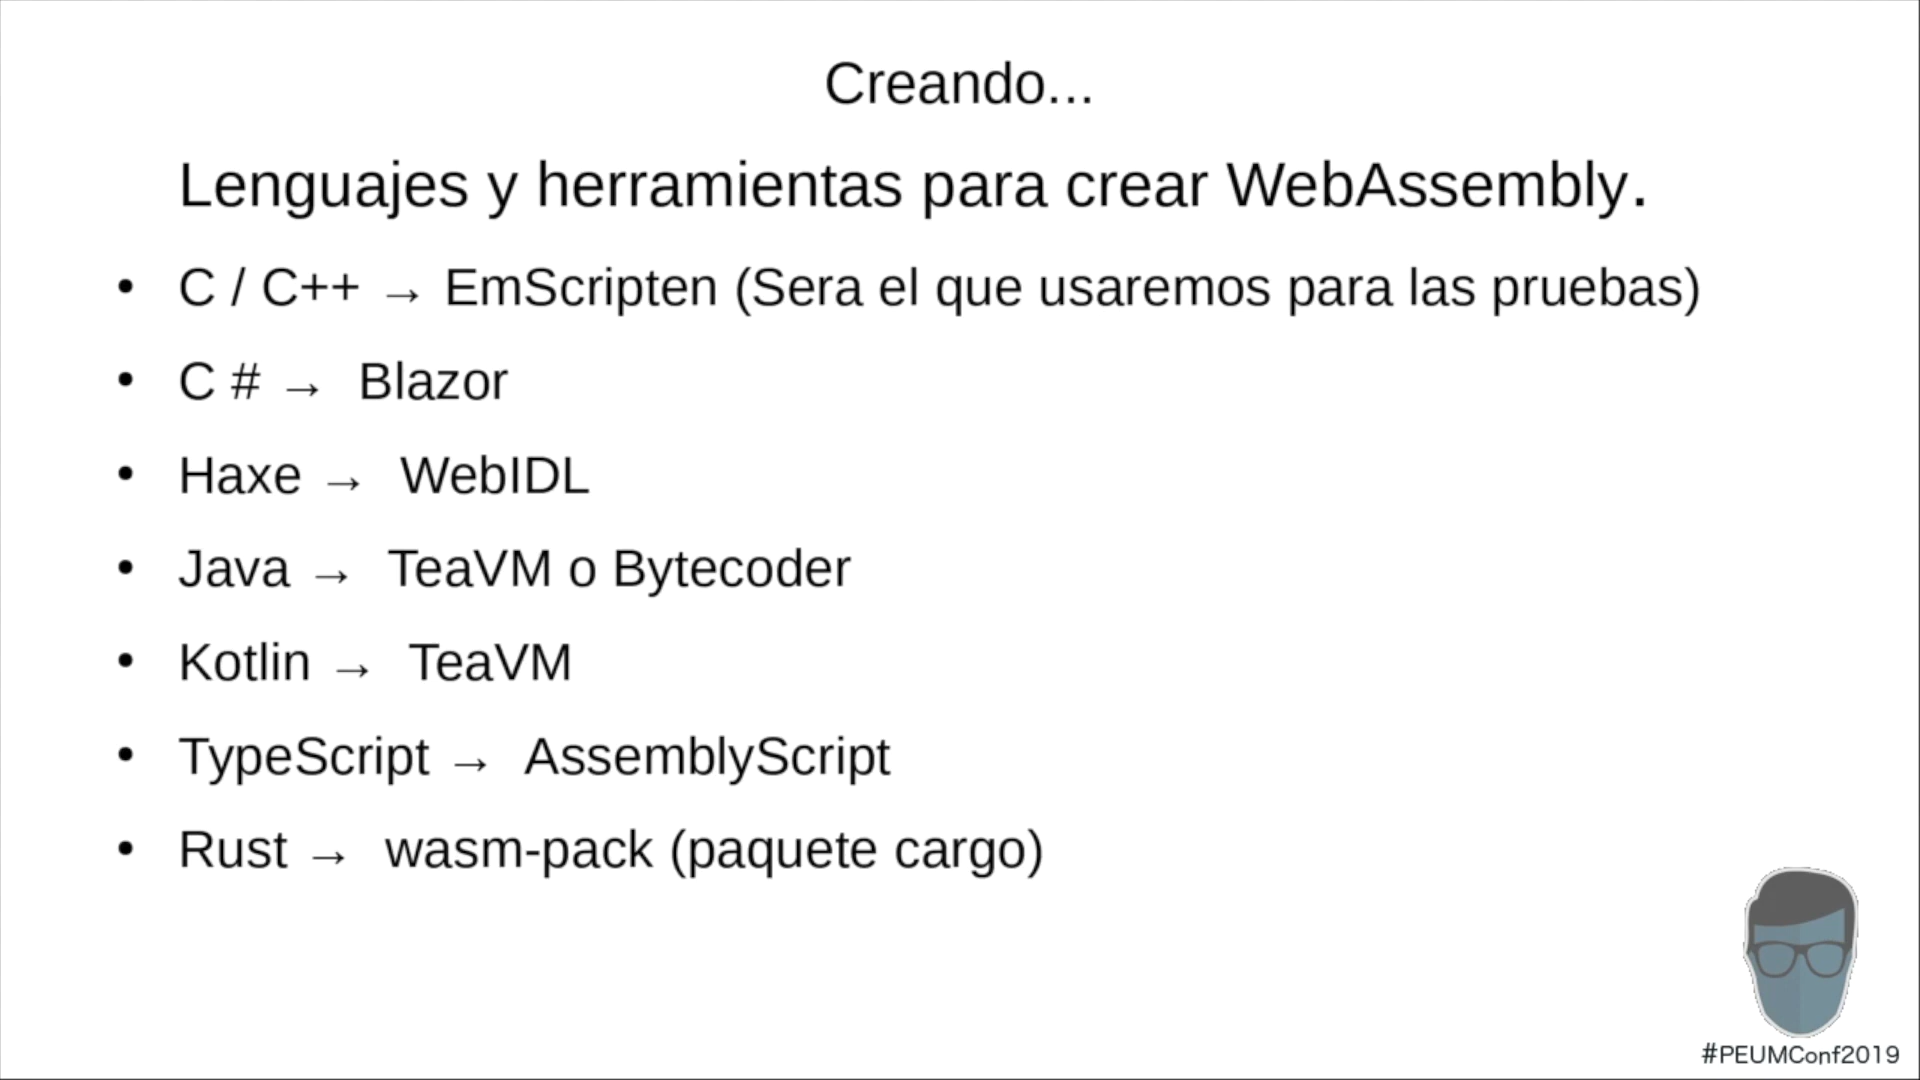 Creando...
Lenguajes y herramientas para crear WebAssembly.
• C / C++ → EmScripten (Sera el que usaremos para las pruebas)
• C # → Blazor
• Haxe → WebIDL
• Java → TeaVM o Bytecoder
• Kotlin → TeaVM
• TypeScript → AssemblyScript
• Rust → wasm-pack (paquete cargo)
#PEUMConf2019